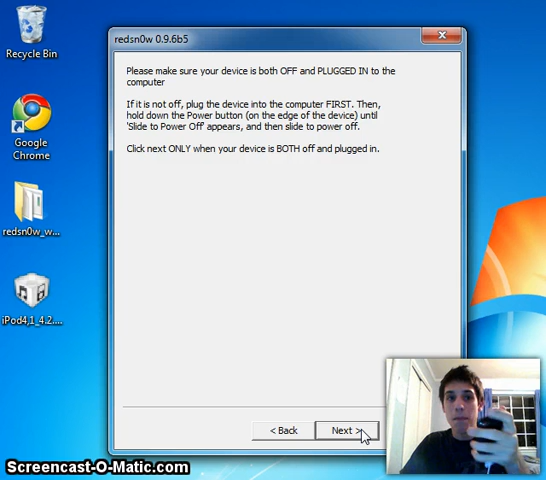 redsn0w 0.9.6b5
Recycle Bin
Please make sure your device is both OFF and PLUGGED IN to the
computer
If it is not off, plug the device into the computer FIRST. Then,
hold down the Power button (on the edge of the device) until
'Slide to Power Off' appears, and then slide to power off.
Click next ONLY when your device is BOTH off and plugged in.
Google
Chrome
redsn0w_w...
iPod4,1_4.2....
< Back
Next >
Screencast-O-Matic.com